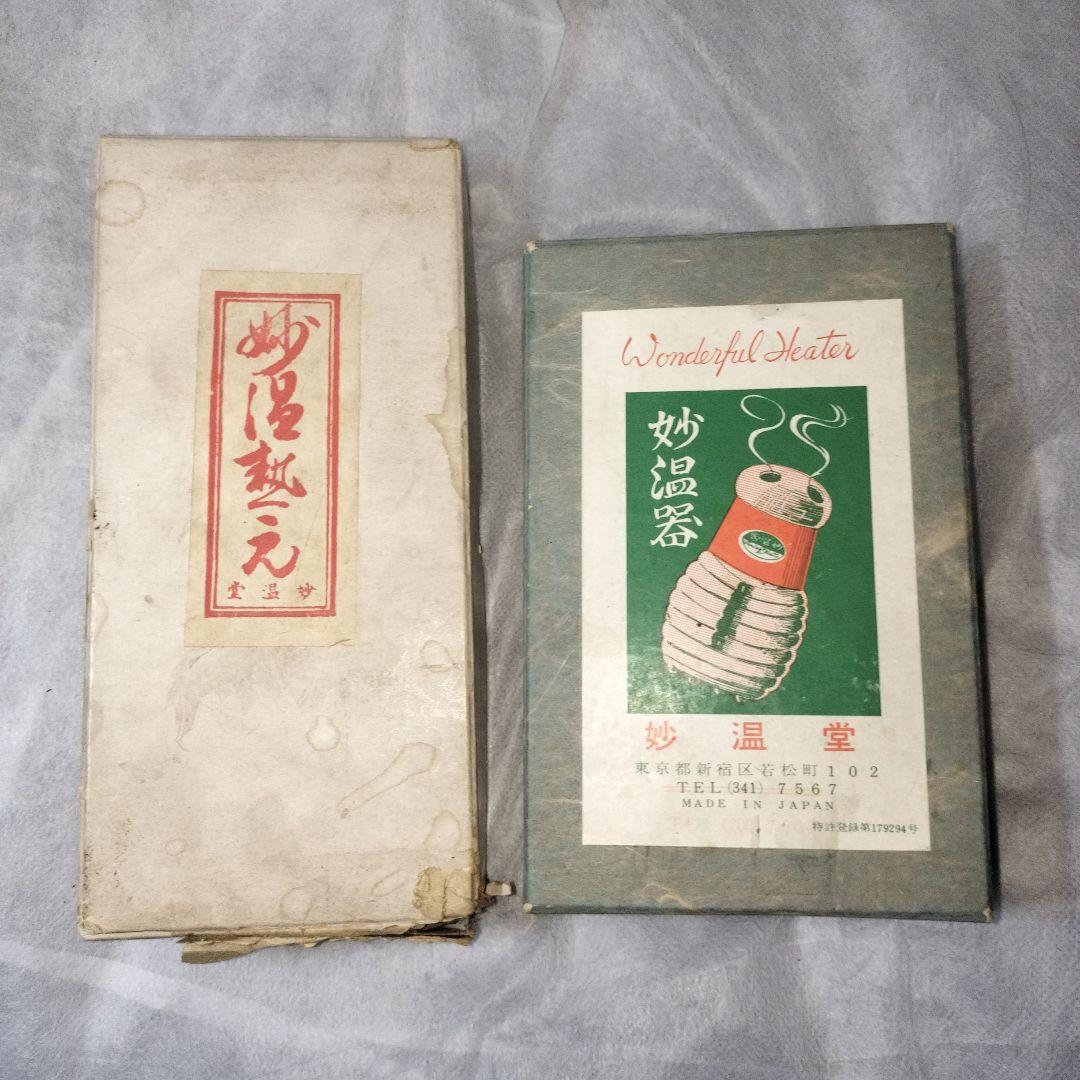 妙温熱元
妙温堂
Wonderful Heater
妙温器
妙温堂
東京都新宿区若松町102
TEL (341) 7567
MADE IN JAPAN
特許登録第179294号